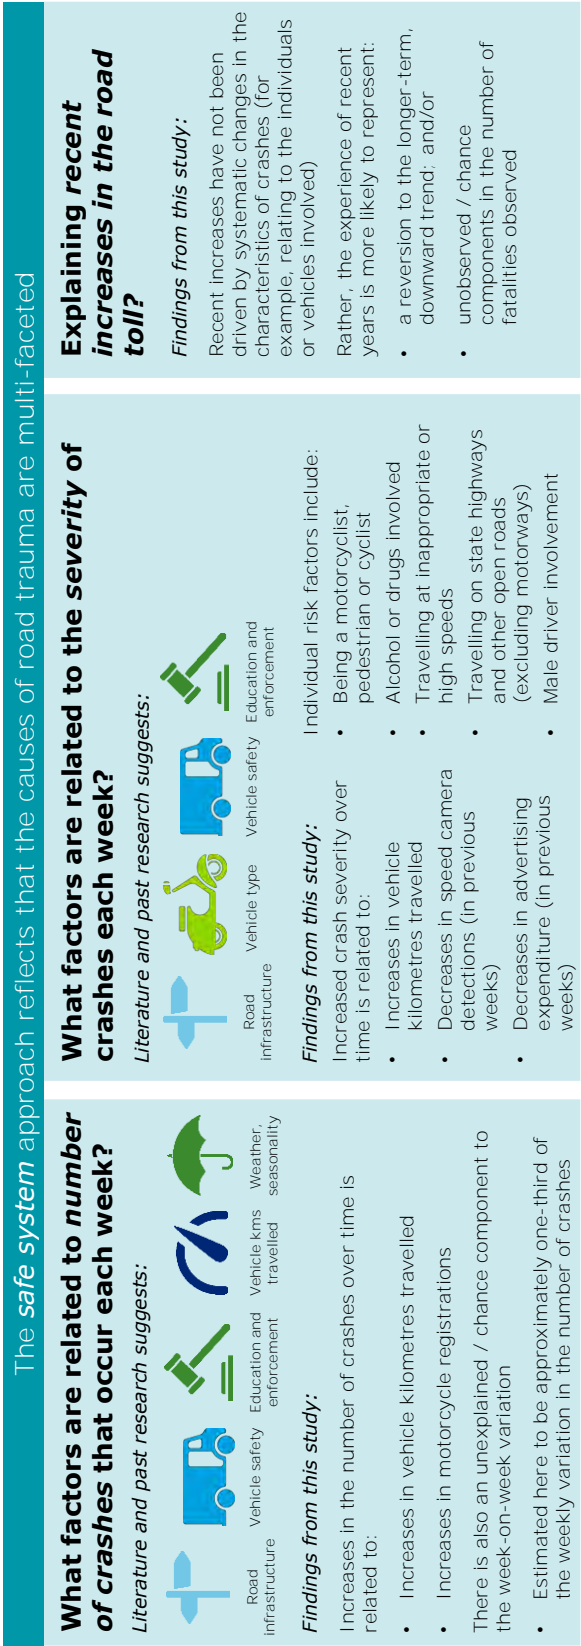 The safe system approach reflects that the causes of road trauma are multi-faceted
What factors are related to number
of crashes that occur each week?
Literature and past research suggests:
Road
infrastructure
Vehicle safety
Education and
enforcement
Vehicle kms
travelled
Weather,
seasonality
Findings from this study:
Increases in the number of crashes over time is
related to:
• Increases in vehicle kilometres travelled
• Increases in motorcycle registrations
There is also an unexplained / chance component to
the week-on-week variation
• Estimated here to be approximately one-third of
the weekly variation in the number of crashes
What factors are related to the severity of
crashes each week?
Literature and past research suggests:
Road
infrastructure
Vehicle type
Vehicle safety
Education and
enforcement
Findings from this study:
Increased crash severity over
time is related to:
• Increases in vehicle
kilometres travelled
• Decreases in speed camera
detections (in previous
weeks)
• Decreases in advertising
expenditure (in previous
weeks)
Individual risk factors include:
• Being a motorcyclist,
pedestrian or cyclist
• Alcohol or drugs involved
• Travelling at inappropriate or
high speeds
• Travelling on state highways
and other open roads
(excluding motorways)
• Male driver involvement
Explaining recent
increases in the road
toll?
Findings from this study:
Recent increases have not been
driven by systematic changes in the
characteristics of crashes (for
example, relating to the individuals
or vehicles involved)
Rather, the experience of recent
years is more likely to represent:
• a reversion to the longer-term,
downward trend; and/or
• unobserved / chance
components in the number of
fatalities observed